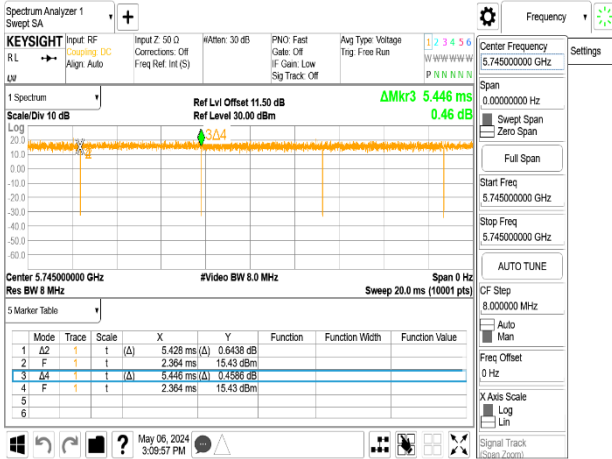 Spectrum Analyzer 1
Swept SA
Frequency
Settings
KEYSIGHT
RL
Input: RF
Coupling: DC
Align: Auto
Input Z: 50 Ω
Corrections: Off
Freq Ref: Int (S)
#Atten: 30 dB
PNO: Fast
Gate: Off
IF Gain: Low
Sig Track: Off
Avg Type: Voltage
Trig: Free Run
1 2 3 4 5 6
W W W W W W
P N N N N N
1 Spectrum
Scale/Div 10 dB
Ref Lvl Offset 11.50 dB
Ref Level 30.00 dBm
ΔMkr3 5.446 ms
0.46 dB
Log
20.0
10.0
0.00
-10.0
-20.0
-30.0
-40.0
-50.0
-60.0
3Δ4
Center 5.745000000 GHz
Res BW 8 MHz
#Video BW 8.0 MHz
Span 0 Hz
Sweep 20.0 ms (10001 pts)
5 Marker Table
Mode Trace Scale X Y Function Function Width Function Value
1 Δ2 1 t (Δ) 5.428 ms (Δ) 0.6438 dB
2 F 1 t 2.364 ms 15.43 dBm
3 Δ4 1 t (Δ) 5.446 ms (Δ) 0.4586 dB
4 F 1 t 2.364 ms 15.43 dBm
5
6
May 06, 2024
3:09:57 PM
Center Frequency
5.745000000 GHz
Span
0.00000000 Hz
Swept Span
Zero Span
Full Span
Start Freq
5.745000000 GHz
Stop Freq
5.745000000 GHz
AUTO TUNE
CF Step
8.000000 MHz
Auto
Man
Freq Offset
0 Hz
X Axis Scale
Log
Lin
Signal Track
(Span Zoom)